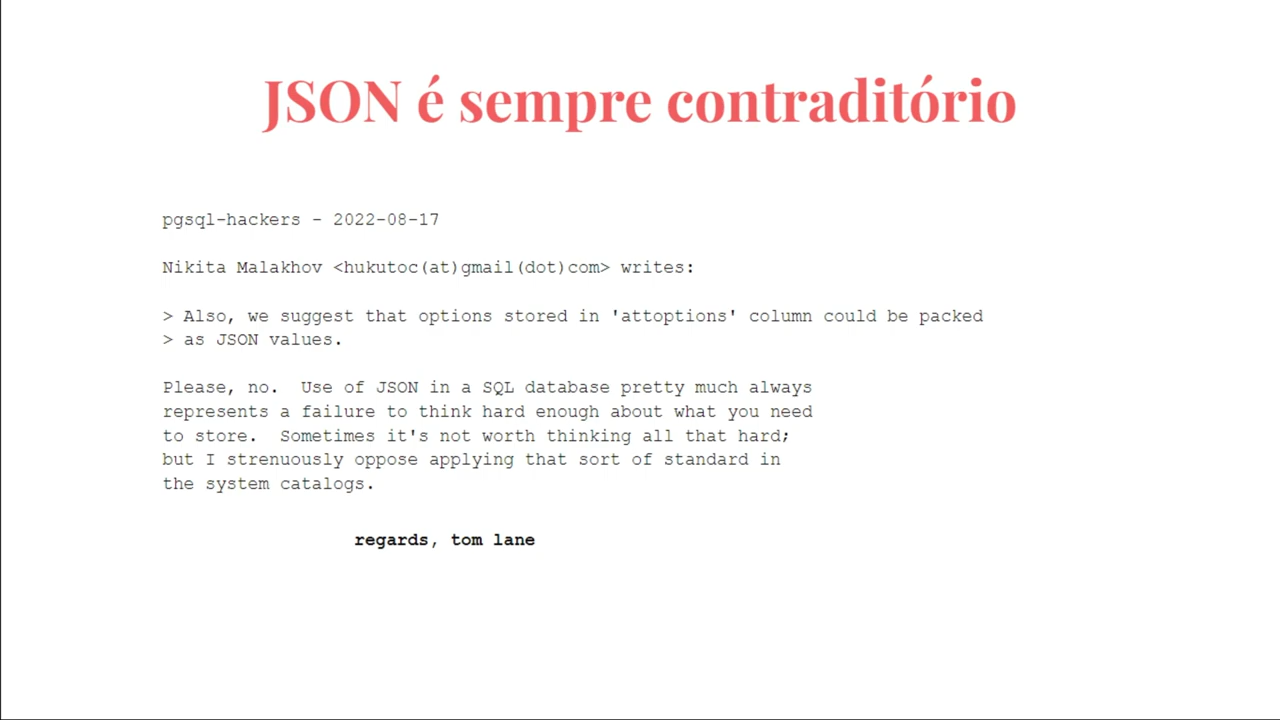 JSON é sempre contraditório
pgsql-hackers - 2022-08-17
Nikita Malakhov <hukutoc(at)gmail(dot)com> writes:
> Also, we suggest that options stored in 'attoptions' column could be packed
> as JSON values.
Please, no.  Use of JSON in a SQL database pretty much always
represents a failure to think hard enough about what you need
to store.  Sometimes it's not worth thinking all that hard;
but I strenuously oppose applying that sort of standard in
the system catalogs.
regards, tom lane